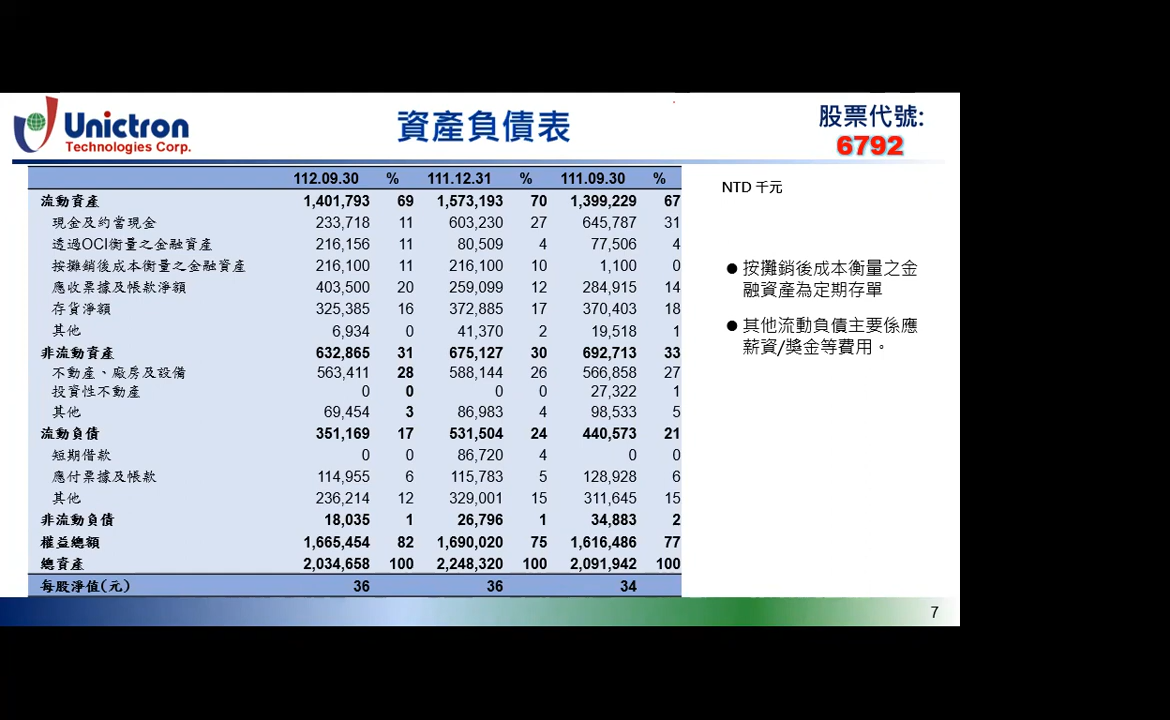 Unictron
Technologies Corp.
資產負債表
股票代號:
6792
112.09.30 % 111.12.31 % 111.09.30 %
流動資產 1,401,793 69 1,573,193 70 1,399,229 67
現金及約當現金 233,718 11 603,230 27 645,787 31
透過OCI衡量之金融資產 216,156 11 80,509 4 77,506 4
按攤銷後成本衡量之金融資產 216,100 11 216,100 10 1,100 0
應收票據及帳款淨額 403,500 20 259,099 12 284,915 14
存貨淨額 325,385 16 372,885 17 370,403 18
其他 6,934 0 41,370 2 19,518 1
非流動資產 632,865 31 675,127 30 692,713 33
不動產、廠房及設備 563,411 28 588,144 26 566,858 27
投資性不動產 0 0 0 0 27,322 1
其他 69,454 3 86,983 4 98,533 5
流動負債 351,169 17 531,504 24 440,573 21
短期借款 0 0 86,720 4 0 0
應付票據及帳款 114,955 6 115,783 5 128,928 6
其他 236,214 12 329,001 15 311,645 15
非流動負債 18,035 1 26,796 1 34,883 2
權益總額 1,665,454 82 1,690,020 75 1,616,486 77
總資產 2,034,658 100 2,248,320 100 2,091,942 100
每股淨值(元) 36 36 34
NTD 千元
● 按攤銷後成本衡量之金
融資產為定期存單
● 其他流動負債主要係應
薪資/獎金等費用。
7